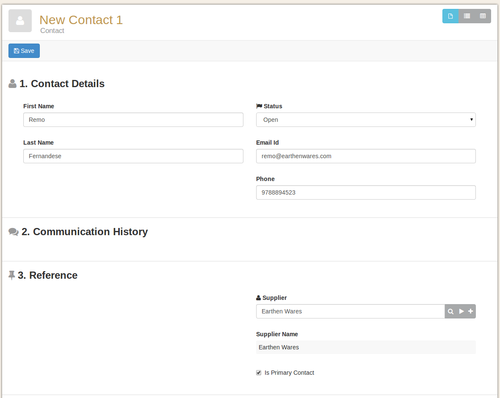 New Contact 1
Contact
Save
1. Contact Details
First Name
Remo
Status
Open
Last Name
Fernandese
Email Id
remo@earthenwares.com
Phone
9788894523
2. Communication History
3. Reference
Supplier
Earthen Wares
Supplier Name
Earthen Wares
Is Primary Contact